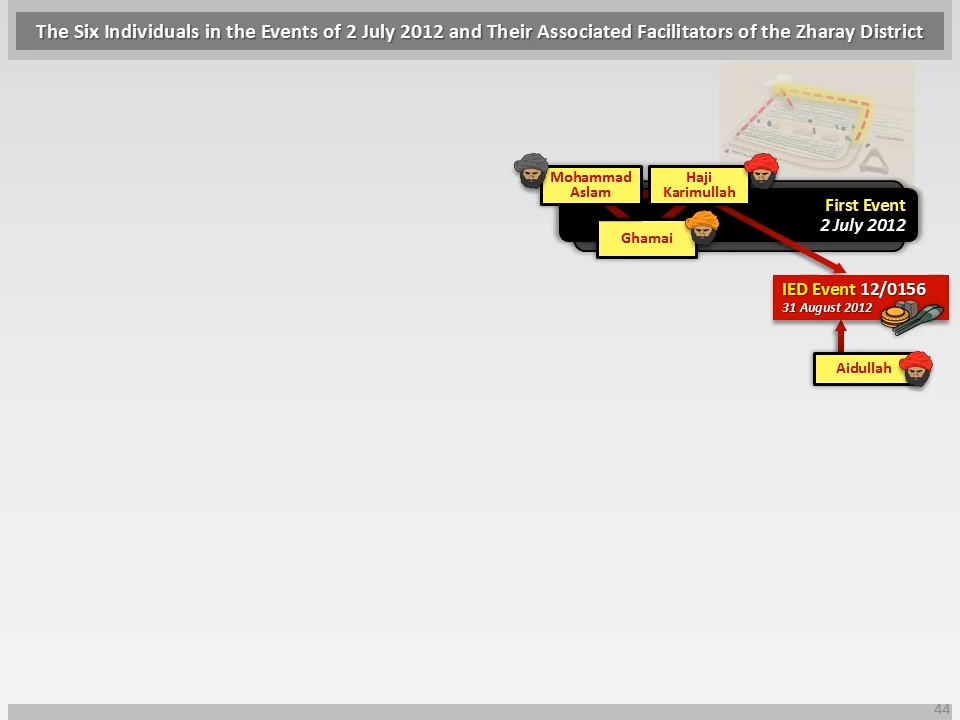 The Six Individuals in the Events of 2 July 2012 and Their Associated Facilitators of the Zharay District
Mohammad
Aslam
Haji
Karimullah
First Event
2 July 2012
Ghamai
IED Event 12/0156
31 August 2012
Aidullah
44